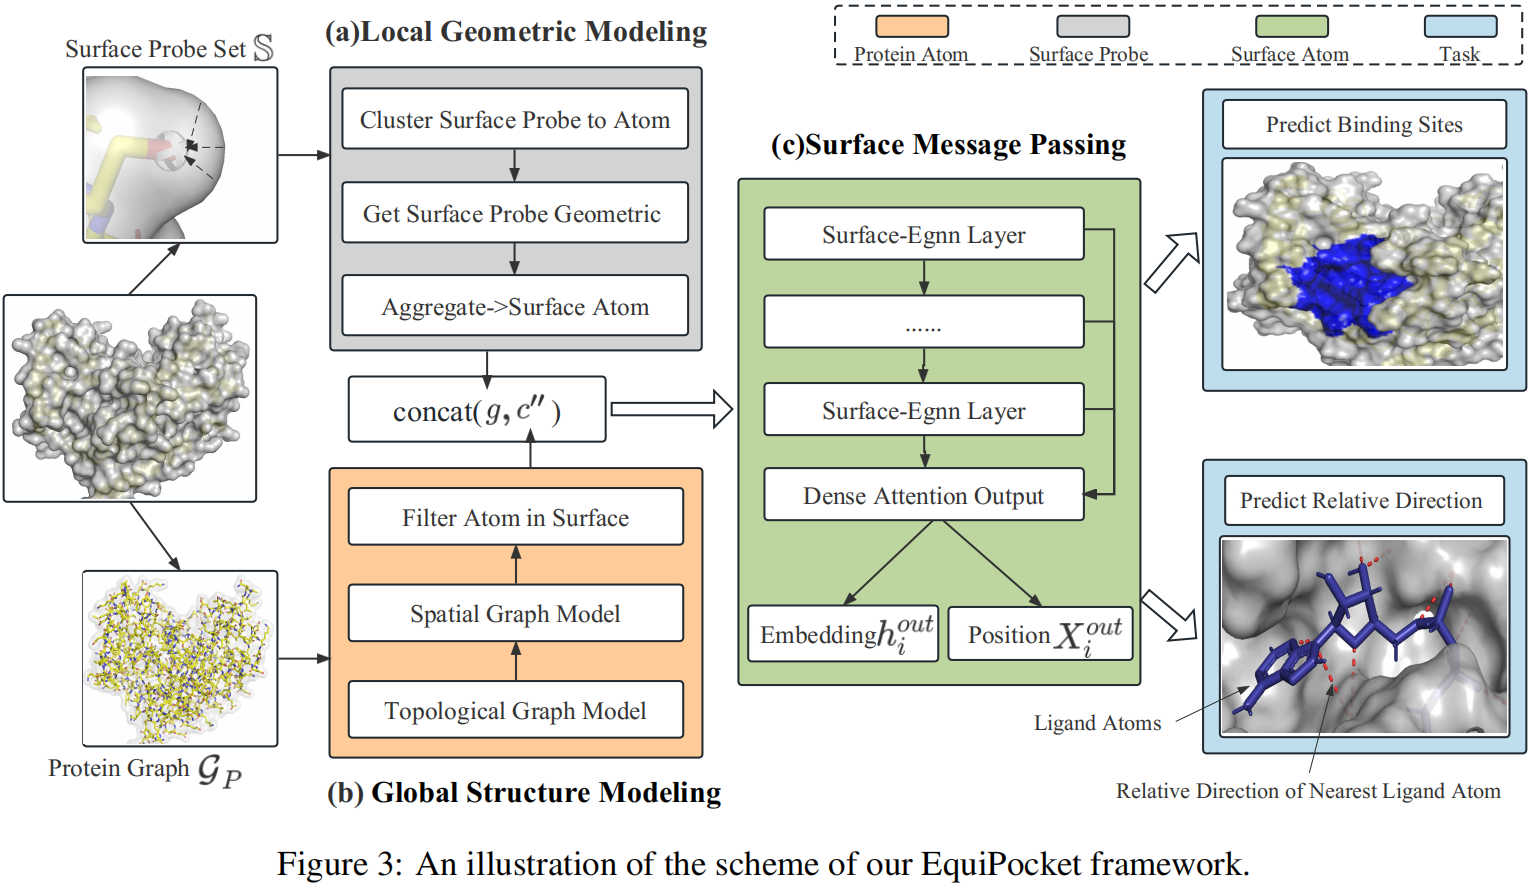 (a)Local Geometric Modeling
Surface Probe Set 𝕊
Protein Atom
Surface Probe
Surface Atom
Task
Cluster Surface Probe to Atom
Get Surface Probe Geometric
Aggregate->Surface Atom
concat(g, c″)
Filter Atom in Surface
Spatial Graph Model
Topological Graph Model
Protein Graph 𝒢_P
(b) Global Structure Modeling
(c)Surface Message Passing
Surface-Egnn Layer
......
Surface-Egnn Layer
Dense Attention Output
Embedding h_i^{out}
Position X_i^{out}
Predict Binding Sites
Predict Relative Direction
Ligand Atoms
Relative Direction of Nearest Ligand Atom
Figure 3: An illustration of the scheme of our EquiPocket framework.